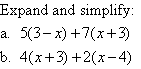 Expand and simplify:
a. 5(3−x)+7(x+3)
b. 4(x+3)+2(x−4)